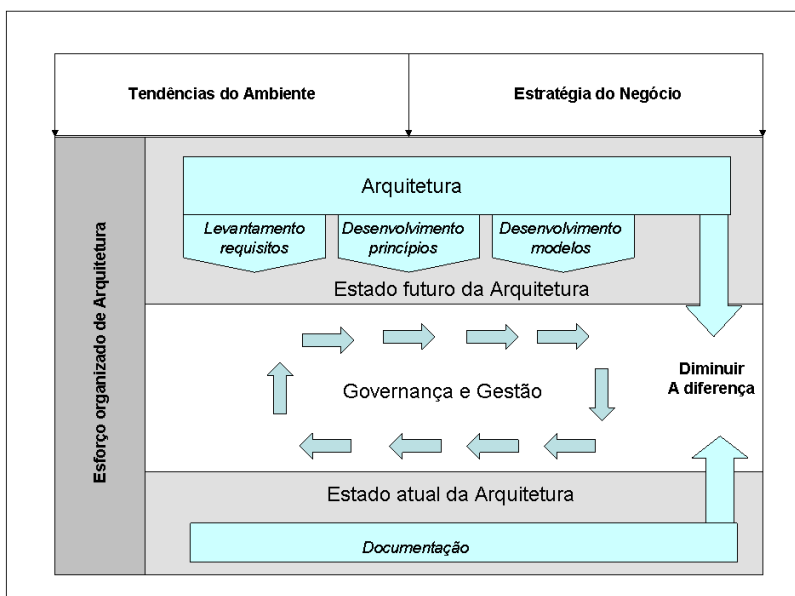 Tendências do Ambiente
Estratégia do Negócio
Esforço organizado de Arquitetura
Arquitetura
Levantamento
requisitos
Desenvolvimento
princípios
Desenvolvimento
modelos
Estado futuro da Arquitetura
Governança e Gestão
Diminuir
A diferença
Estado atual da Arquitetura
Documentação